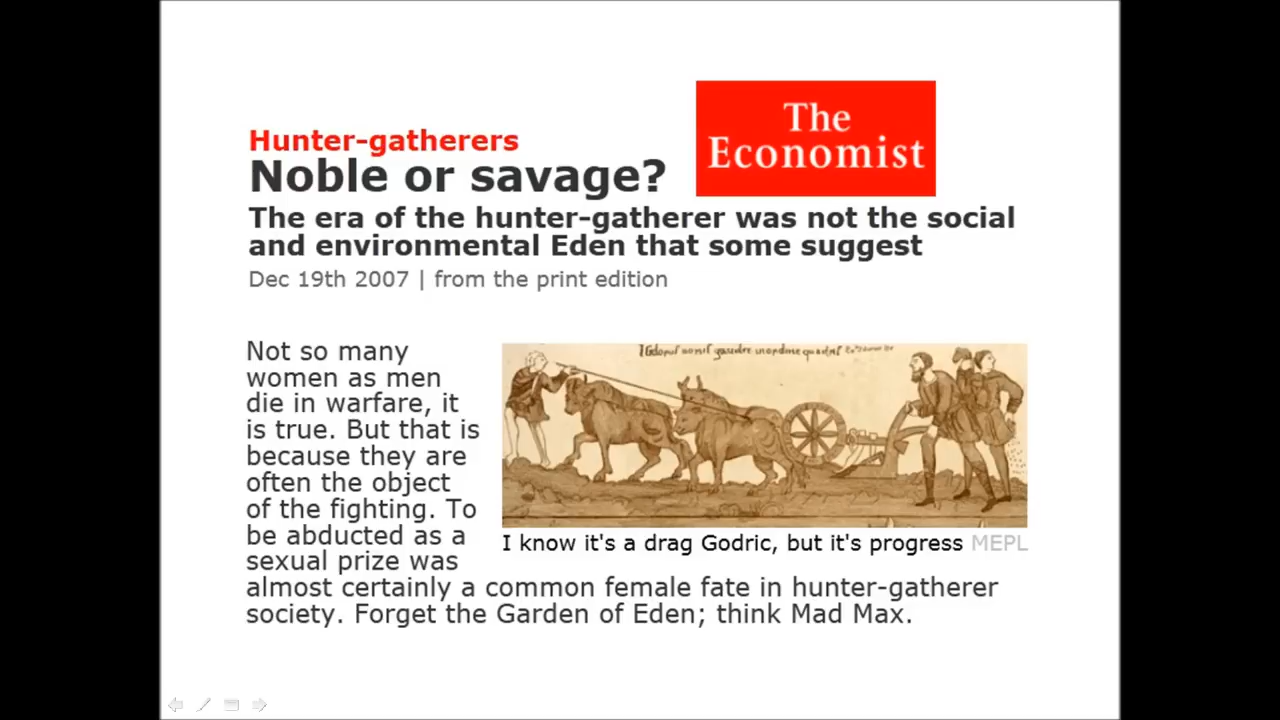 The
Economist
Hunter-gatherers
Noble or savage?
The era of the hunter-gatherer was not the social
and environmental Eden that some suggest
Dec 19th 2007 | from the print edition
Not so many
women as men
die in warfare, it
is true. But that is
because they are
often the object
of the fighting. To
be abducted as a
sexual prize was
almost certainly a common female fate in hunter-gatherer
society. Forget the Garden of Eden; think Mad Max.
I know it's a drag Godric, but it's progress MEPL